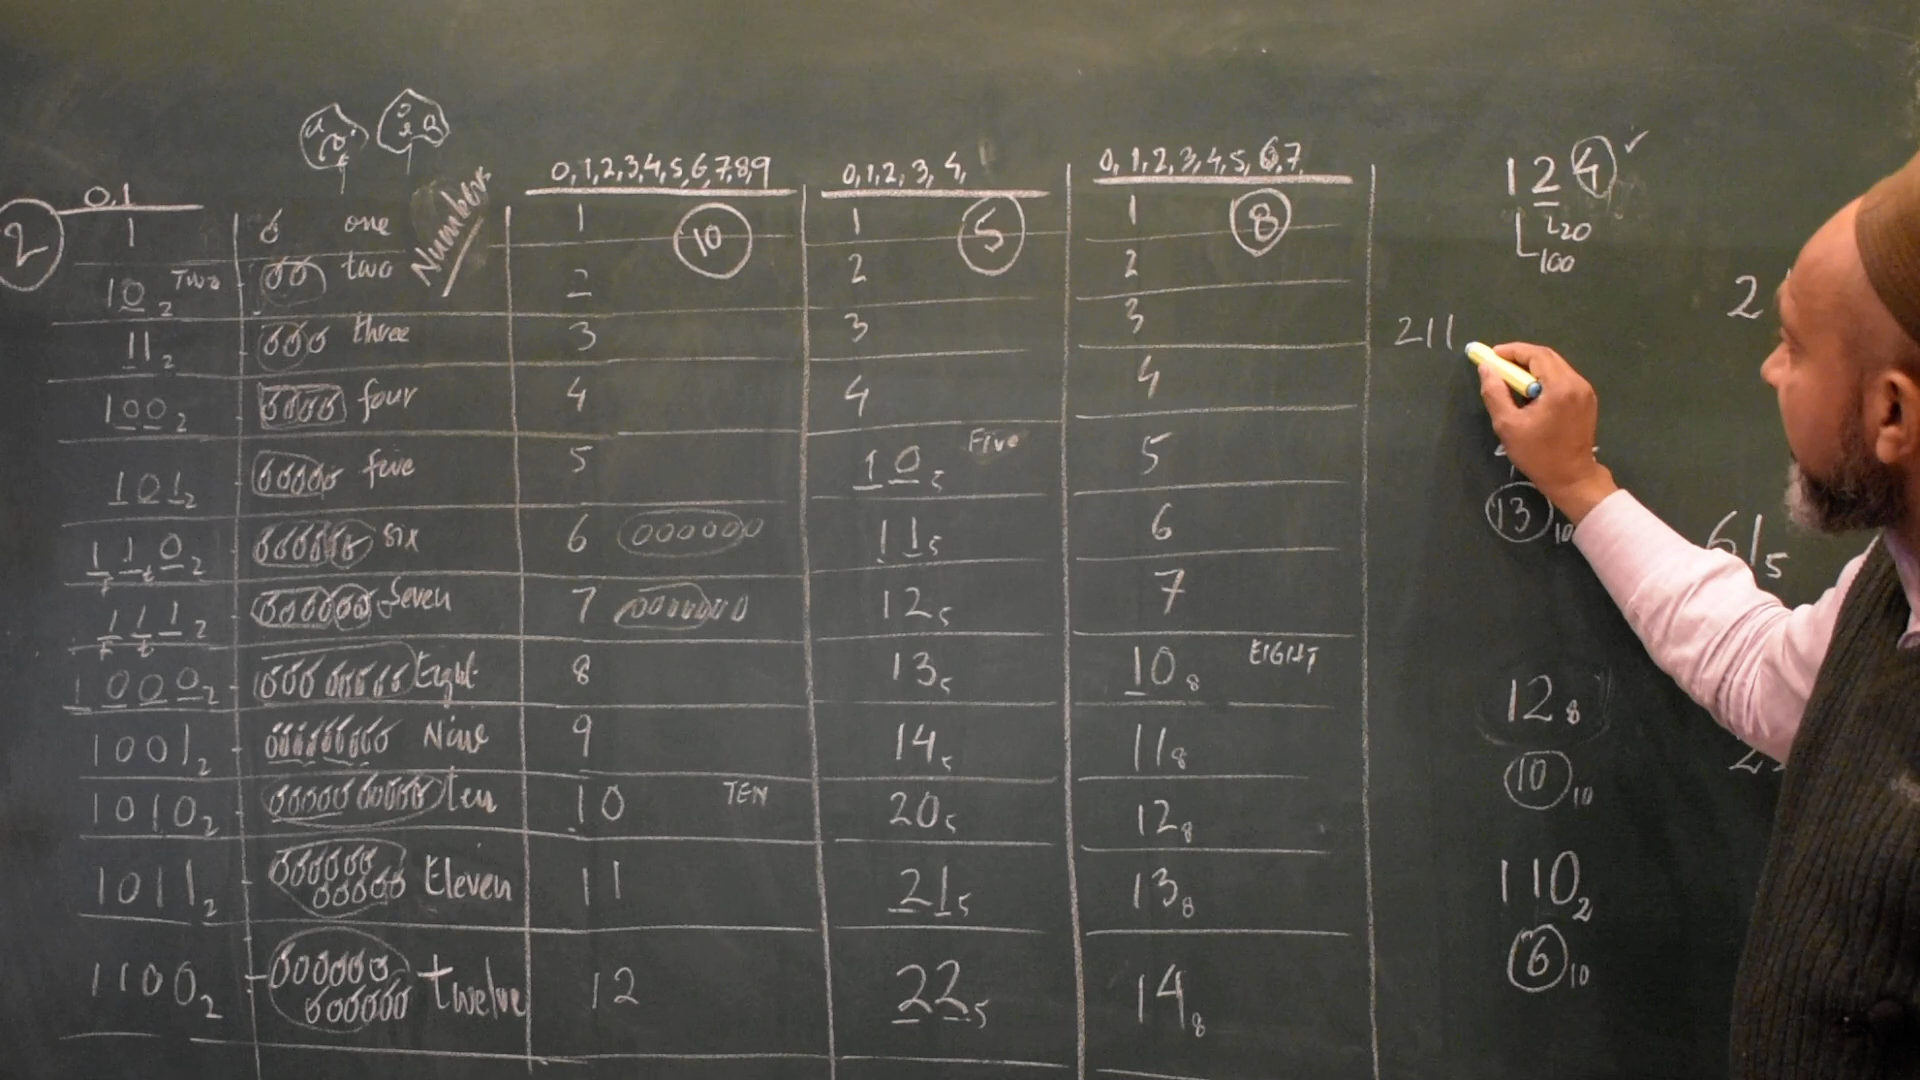 0,1
Numbers
0,1,2,3,4,5,6,7,8,9
0,1,2,3,4,
0,1,2,3,4,5,6,7,
2
1 one 1 10 1 5 1 8
10₂ Two two 2 2 2
11₂ three 3 3 3
100₂ four 4 4 4
101₂ five 5 10₅ Five 5
110₂ six 6 11₅ 6
111₂ Seven 7 12₅ 7
1000₂ Eight 8 13₅ 10₈ EIGHT
1001₂ Nine 9 14₅ 11₈
1010₂ ten 10 TEN 20₅ 12₈
1011₂ Eleven 11 21₅ 13₈
1100₂ twelve 12 22₅ 14₈
124
20
100
211
2
13₁₀
61₅
12₈
10₁₀
110₂
6₁₀